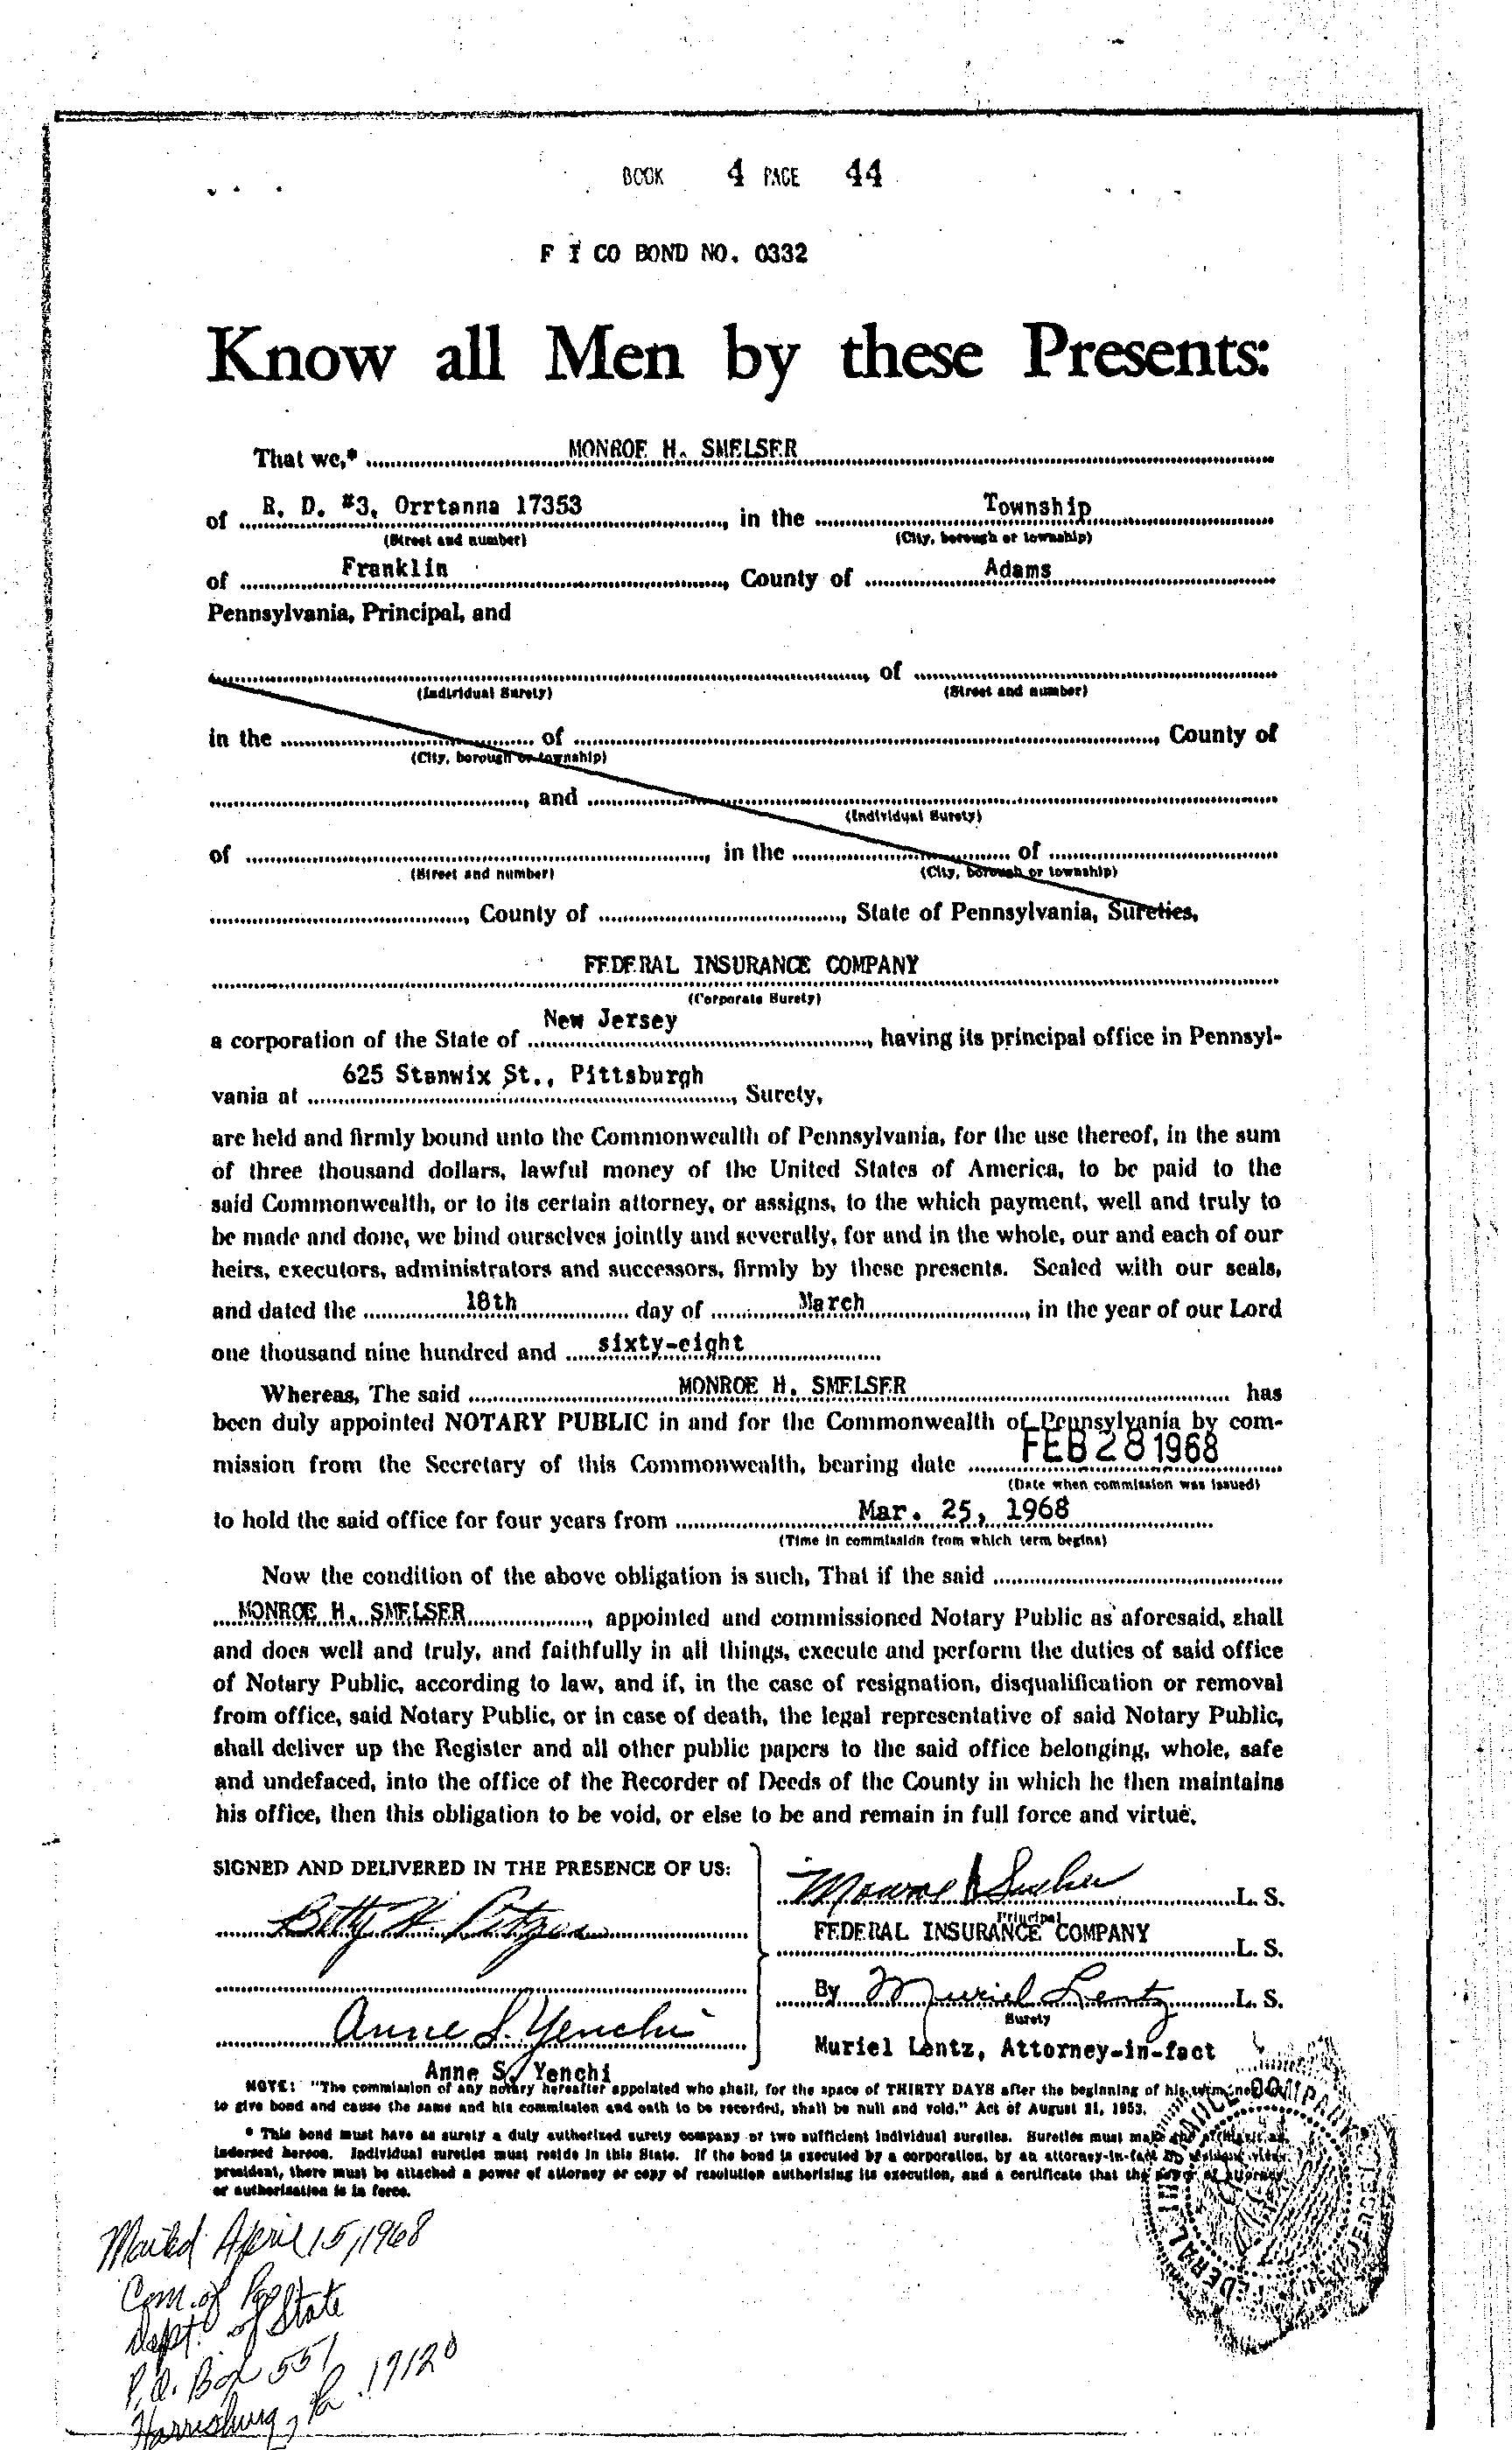 BOOK 4 PAGE 44
F I CO BOND NO. 0332
Know all Men by these Presents:
That we,* MONROE H. SMELSER
of R. D. #3, Orrtanna 17353, in the Township
(Street and number) (City, borough or township)
of Franklin, County of Adams
Pennsylvania, Principal, and
, of
(Individual Surety) (Street and number)
in the of , County of
(City, borough or township)
, and
(Individual Surety)
of , in the of
(Street and number) (City, borough or township)
, County of , State of Pennsylvania, Sureties,
FEDERAL INSURANCE COMPANY
(Corporate Surety)
a corporation of the State of New Jersey, having its principal office in Pennsyl-
vania at 625 Stanwix St., Pittsburgh, Surety,
are held and firmly bound unto the Commonwealth of Pennsylvania, for the use thereof, in the sum
of three thousand dollars, lawful money of the United States of America, to be paid to the
said Commonwealth, or to its certain attorney, or assigns, to the which payment, well and truly to
be made and done, we bind ourselves jointly and severally, for and in the whole, our and each of our
heirs, executors, administrators and successors, firmly by these presents. Sealed with our seals,
and dated the 18th day of March, in the year of our Lord
one thousand nine hundred and sixty-eight
Whereas, The said MONROE H. SMELSER has
been duly appointed NOTARY PUBLIC in and for the Commonwealth of Pennsylvania by com-
mission from the Secretary of this Commonwealth, bearing date FEB 28 1968
(Date when commission was issued)
to hold the said office for four years from Mar. 25, 1968
(Time in commission from which term begins)
Now the condition of the above obligation is such, That if the said
MONROE H. SMELSER, appointed and commissioned Notary Public as aforesaid, shall
and does well and truly, and faithfully in all things, execute and perform the duties of said office
of Notary Public, according to law, and if, in the case of resignation, disqualification or removal
from office, said Notary Public, or in case of death, the legal representative of said Notary Public,
shall deliver up the Register and all other public papers to the said office belonging, whole, safe
and undefaced, into the office of the Recorder of Deeds of the County in which he then maintains
his office, then this obligation to be void, or else to be and remain in full force and virtue.
SIGNED AND DELIVERED IN THE PRESENCE OF US:
Monroe H Smelser L. S.
Principal
Betty H. Pitzer
FEDERAL INSURANCE COMPANY L. S.
By Muriel Lentz L. S.
Surety
Anne S. Yenchi
Muriel Lentz, Attorney-in-fact
Anne S. Yenchi
NOTE: "The commission of any notary hereafter appointed who shall, for the space of THIRTY DAYS after the beginning of his term, neglect
to give bond and cause the same and his commission and oath to be recorded, shall be null and void." Act of August 21, 1953.
* This bond must have as surety a duly authorized surety company or two sufficient individual sureties. Sureties must make the affidavit
indorsed hereon. Individual sureties must reside in this State. If the bond is executed by a corporation, by an attorney-in-fact or resident vice-
president, there must be attached a power of attorney or copy of resolution authorizing its execution, and a certificate that the power of attorney
or authorization is in force.
FEDERAL INSURANCE COMPANY
NEW JERSEY
Mailed April 15, 1968
Com. of Pa
Dept. of State
P.O. Box 551
Harrisburg, Pa 17120